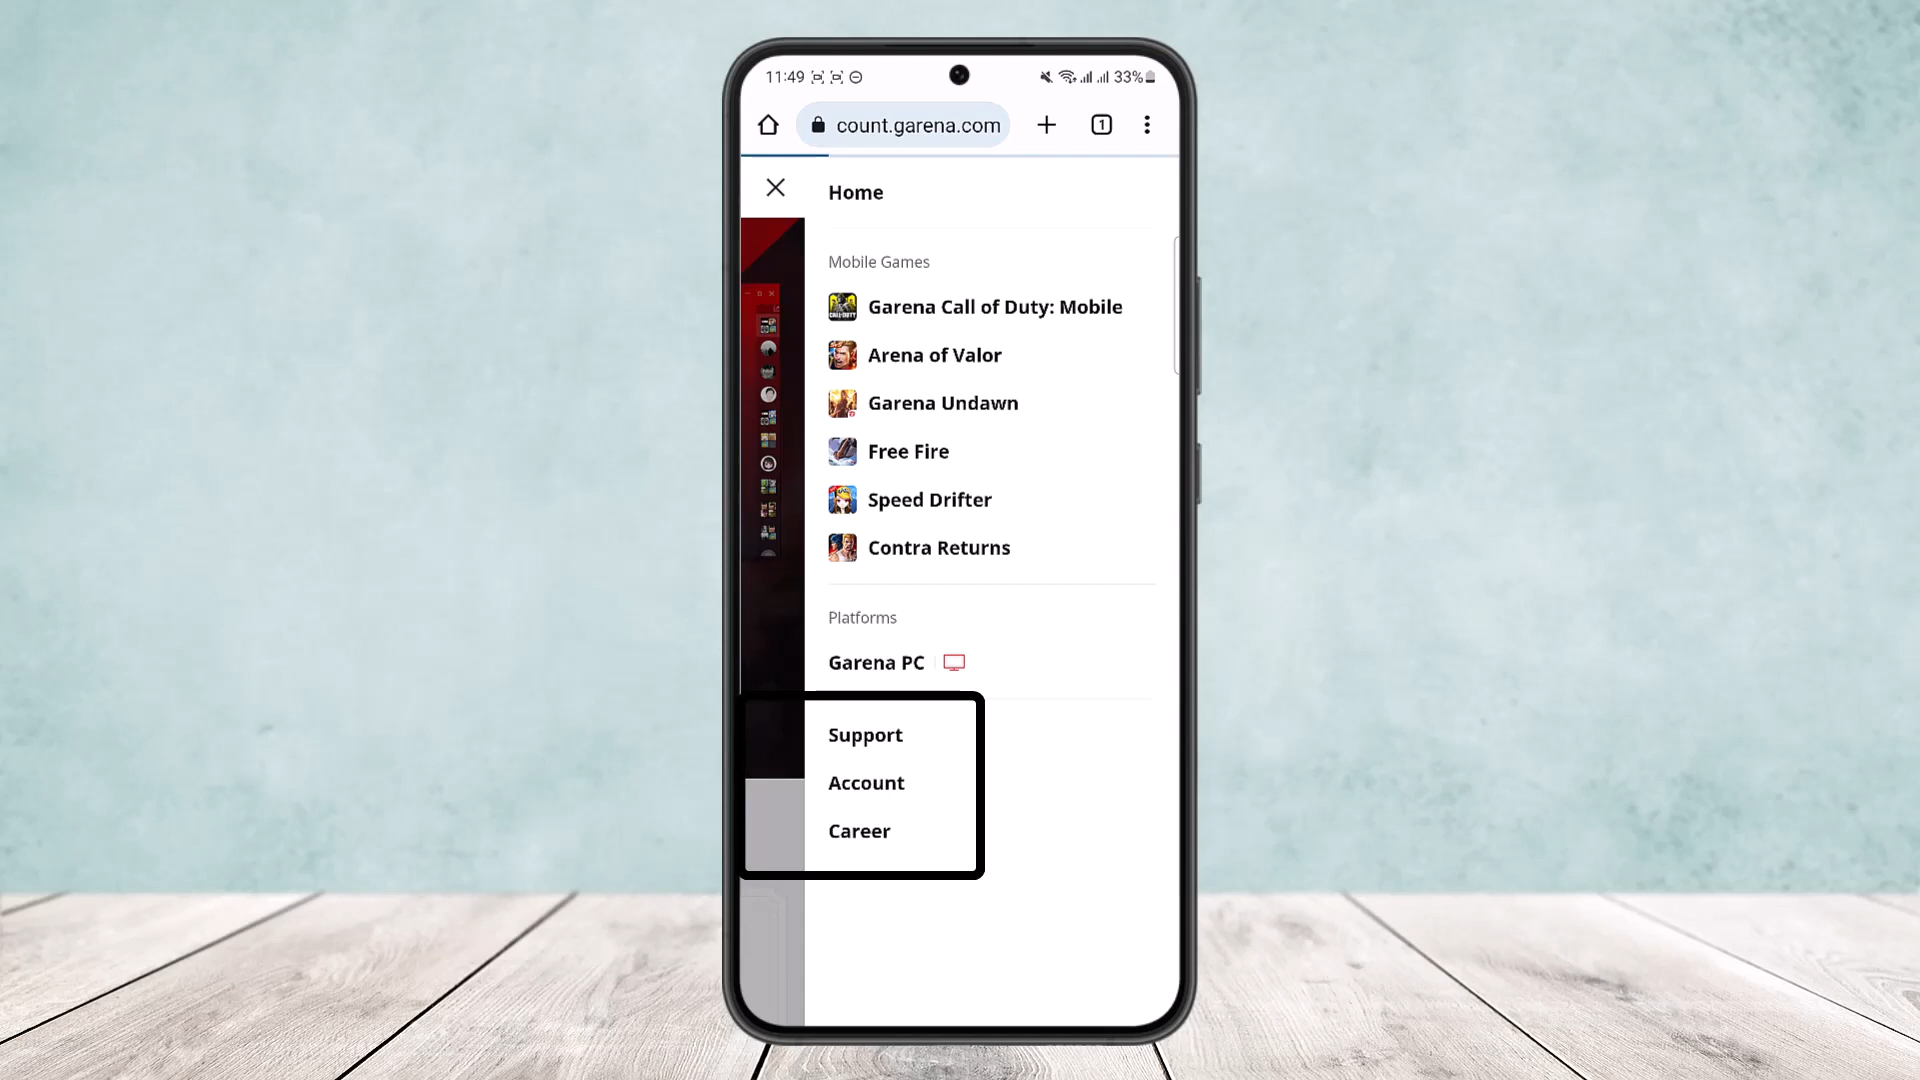 11:49
33%
count.garena.com
1
Home
Mobile Games
Garena Call of Duty: Mobile
Arena of Valor
Garena Undawn
Free Fire
Speed Drifter
Contra Returns
Platforms
Garena PC
Support
Account
Career